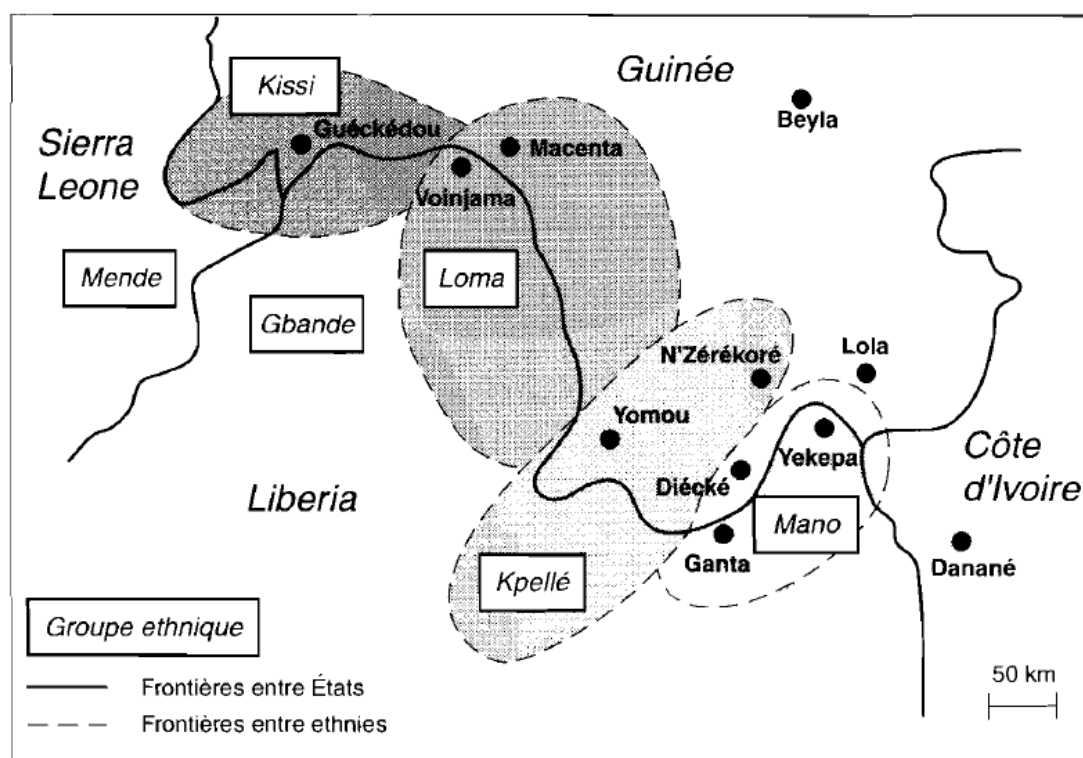 Kissi
Guinée
Beyla
Guéckédou
Sierra
Leone
Macenta
Voinjama
Mende
Loma
Gbande
N'Zérékoré
Lola
Yomou
Yekepa
Côte
d'Ivoire
Diécké
Liberia
Mano
Ganta
Danané
Kpellé
Groupe ethnique
50 km
Frontières entre États
Frontières entre ethnies